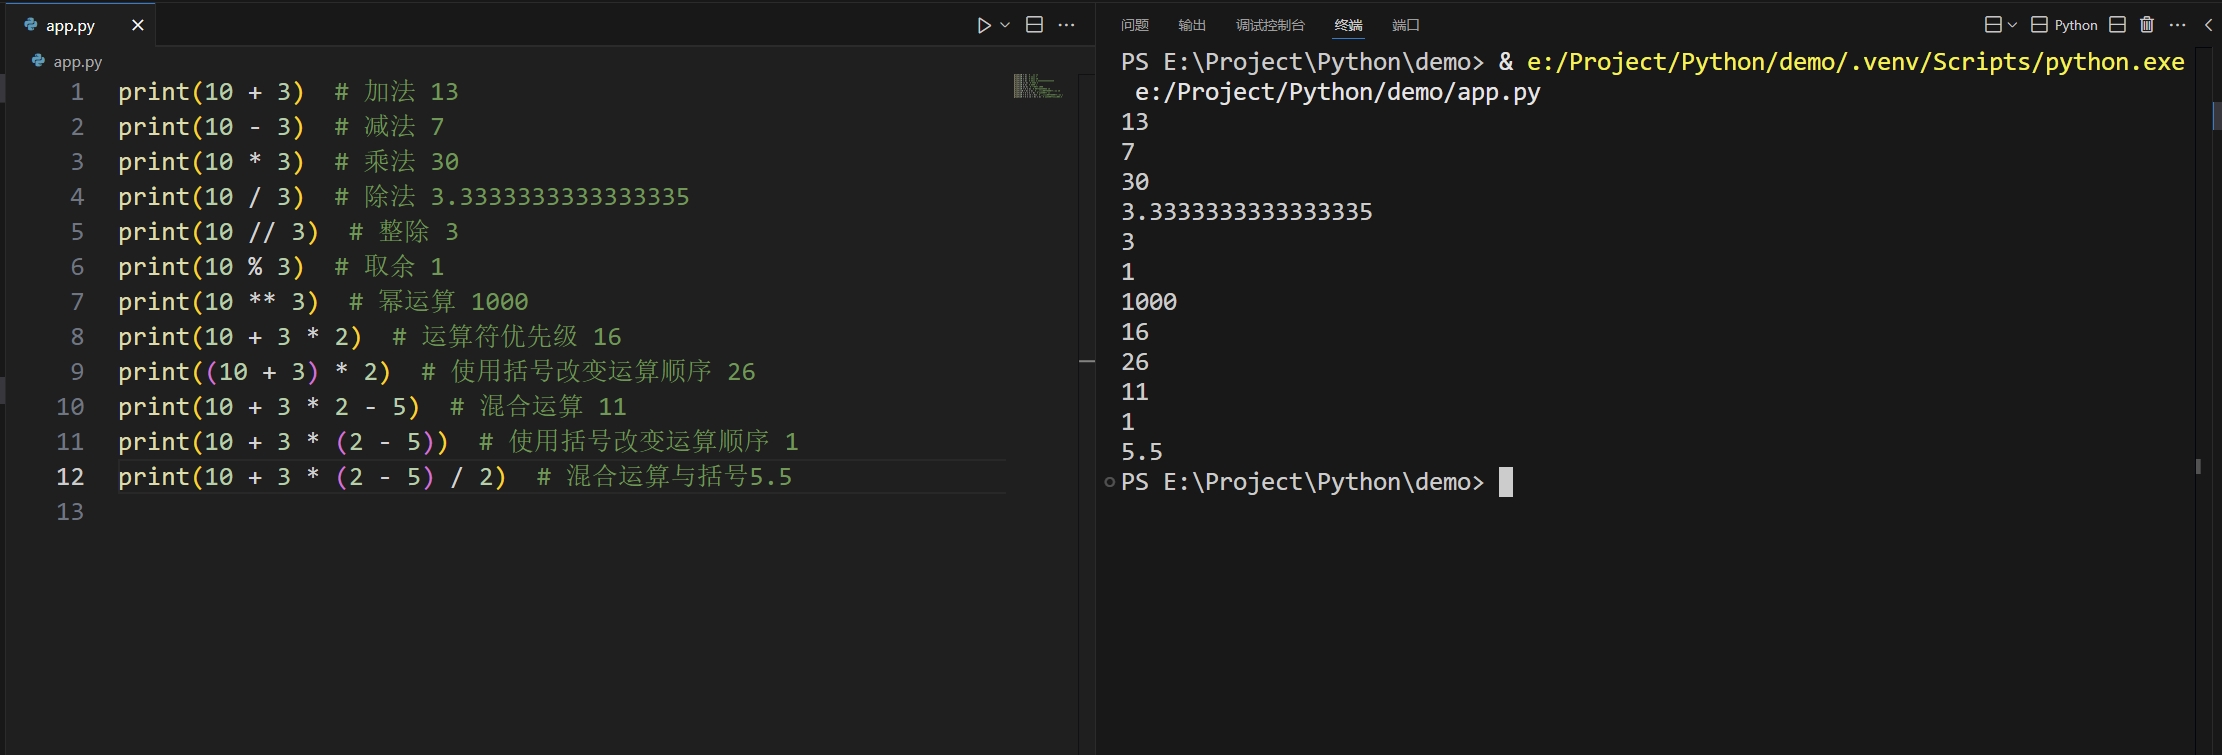 app.py
app.py
1 print(10 + 3)  # 加法 13
2 print(10 - 3)  # 减法 7
3 print(10 * 3)  # 乘法 30
4 print(10 / 3)  # 除法 3.3333333333333335
5 print(10 // 3)  # 整除 3
6 print(10 % 3)  # 取余 1
7 print(10 ** 3)  # 幂运算 1000
8 print(10 + 3 * 2)  # 运算符优先级 16
9 print((10 + 3) * 2)  # 使用括号改变运算顺序 26
10 print(10 + 3 * 2 - 5)  # 混合运算 11
11 print(10 + 3 * (2 - 5))  # 使用括号改变运算顺序 1
12 print(10 + 3 * (2 - 5) / 2)  # 混合运算与括号5.5
13
问题 输出 调试控制台 终端 端口 Python
PS E:\Project\Python\demo> & e:/Project/Python/demo/.venv/Scripts/python.exe
e:/Project/Python/demo/app.py
13
7
30
3.3333333333333335
3
1
1000
16
26
11
1
5.5
PS E:\Project\Python\demo>